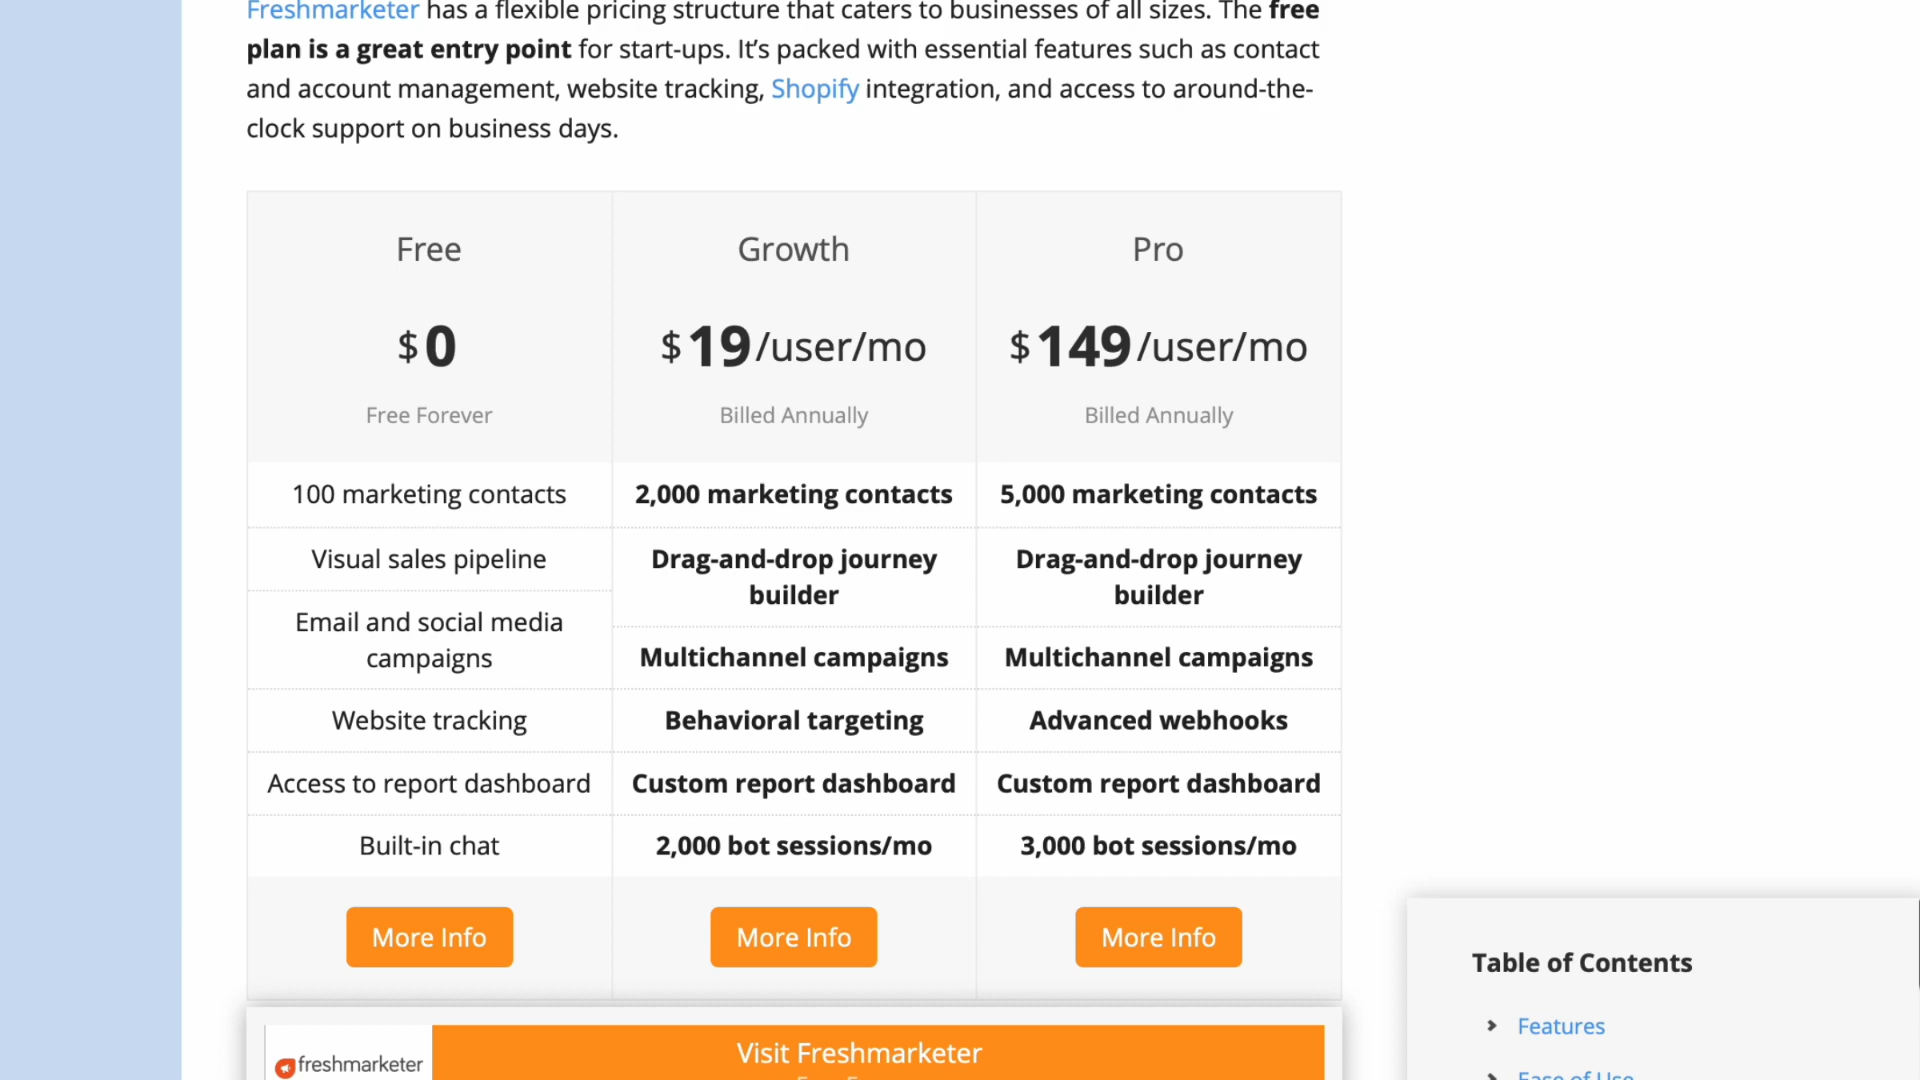 Freshmarketer has a flexible pricing structure that caters to businesses of all sizes. The free
plan is a great entry point for start-ups. It's packed with essential features such as contact
and account management, website tracking, Shopify integration, and access to around-the-
clock support on business days.
Free
$0
Free Forever
100 marketing contacts
Visual sales pipeline
Email and social media
campaigns
Website tracking
Access to report dashboard
Built-in chat
More Info
Growth
$19/user/mo
Billed Annually
2,000 marketing contacts
Drag-and-drop journey
builder
Multichannel campaigns
Behavioral targeting
Custom report dashboard
2,000 bot sessions/mo
More Info
Pro
$149/user/mo
Billed Annually
5,000 marketing contacts
Drag-and-drop journey
builder
Multichannel campaigns
Advanced webhooks
Custom report dashboard
3,000 bot sessions/mo
More Info
freshmarketer
Visit Freshmarketer
Table of Contents
Features
Ease of Use